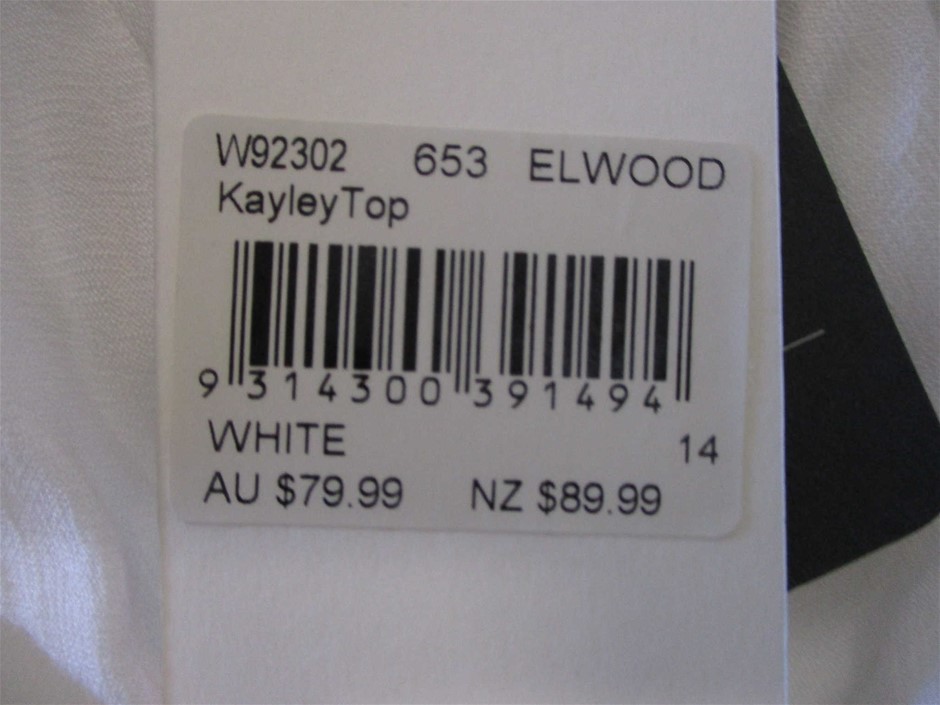 W92302 653 ELWOOD
KayleyTop
9 314300 391494
WHITE 14
AU $79.99 NZ $89.99